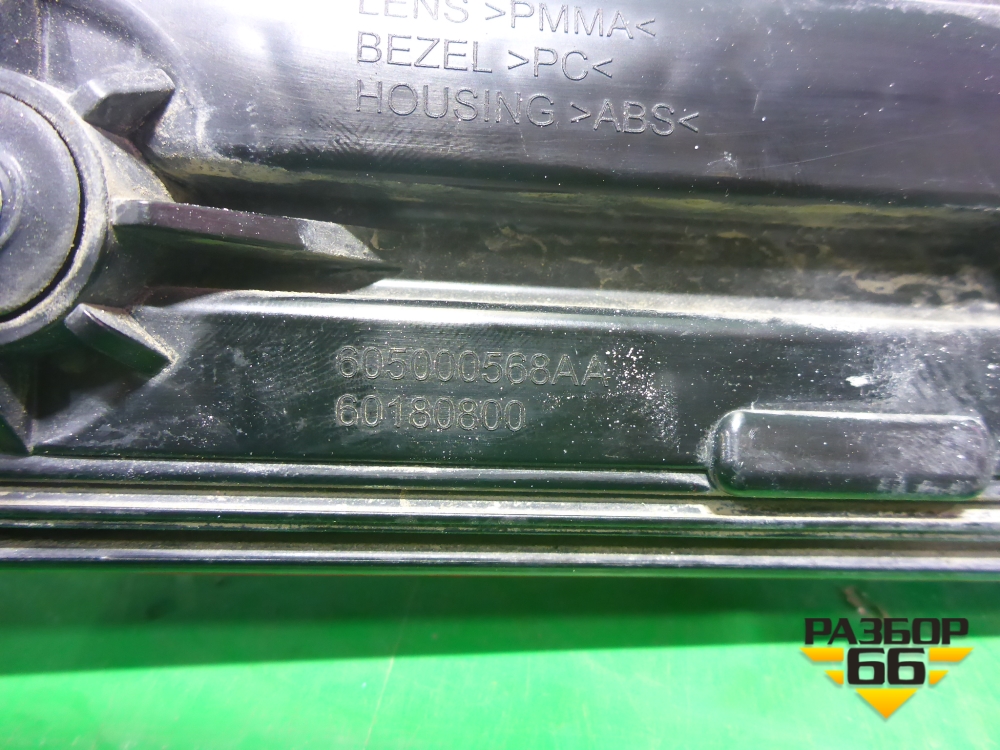 LENS >PMMA<
BEZEL >PC<
HOUSING >ABS<
605000568AA
60180800
РАЗБОР
66